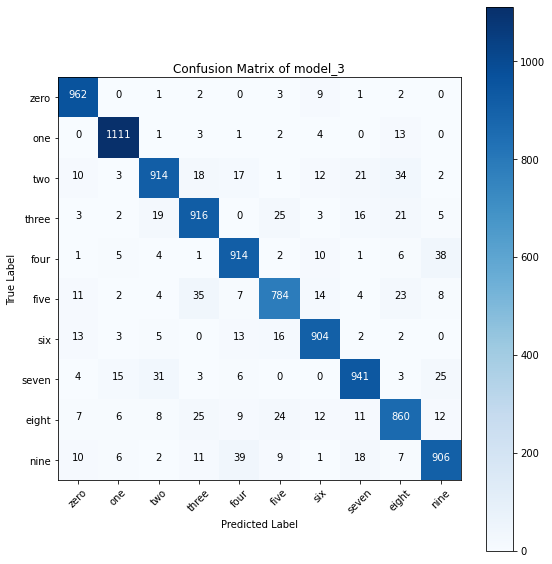 Confusion Matrix of model_3
zero 962 0 1 2 0 3 9 1 2 0
one 0 1111 1 3 1 2 4 0 13 0
two 10 3 914 18 17 1 12 21 34 2
three 3 2 19 916 0 25 3 16 21 5
four 1 5 4 1 914 2 10 1 6 38
five 11 2 4 35 7 784 14 4 23 8
six 13 3 5 0 13 16 904 2 2 0
seven 4 15 31 3 6 0 0 941 3 25
eight 7 6 8 25 9 24 12 11 860 12
nine 10 6 2 11 39 9 1 18 7 906
zero one two three four five six seven eight nine
Predicted Label
True Label
1000
800
600
400
200
0